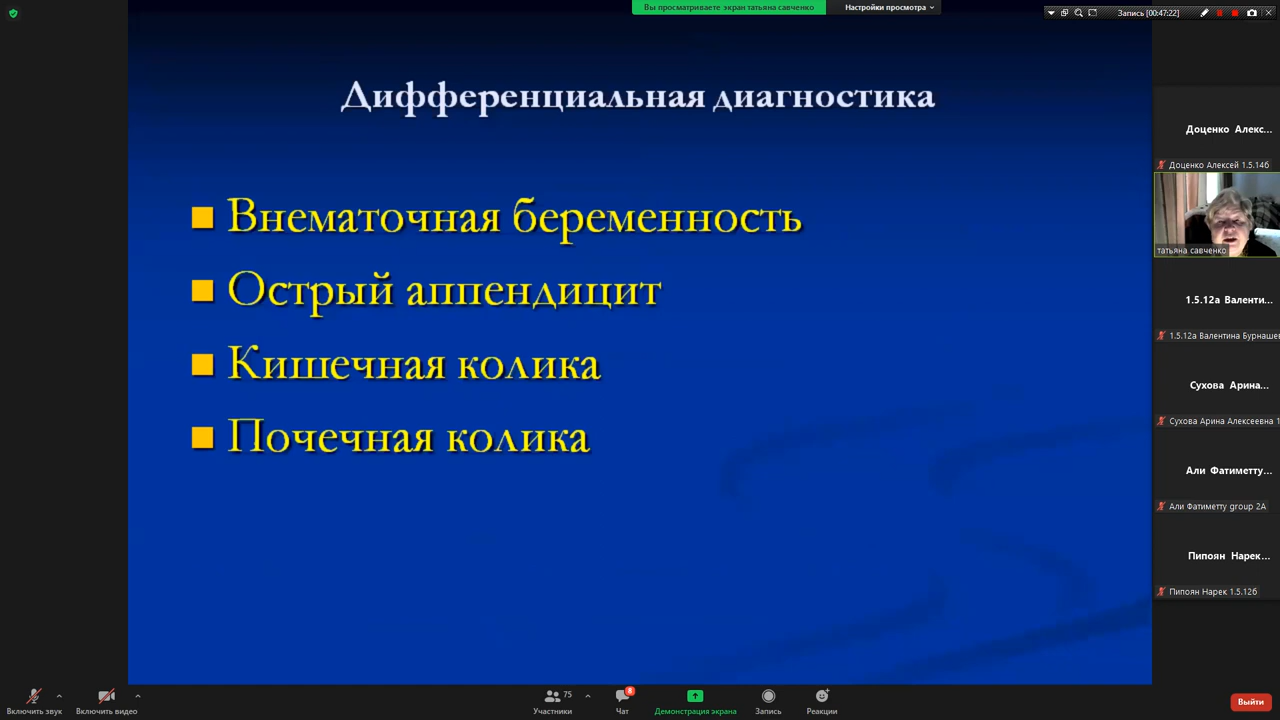 Вы просматриваете экран татьяна савченко
Настройки просмотра
Запись [00:47:22]
Дифференциальная диагностика
Внематочная беременность
Острый аппендицит
Кишечная колика
Почечная колика
Доценко Алекс...
Доценко Алексей 1.5.14б
татьяна савченко
1.5.12а Валенти...
1.5.12а Валентина Бурнашев
Сухова Арина...
Сухова Арина Алексеевна 1
Али Фатиметту...
Али Фатиметту group 2A
Пипоян Нарек...
Пипоян Нарек 1.5.12б
Включить звук
Включить видео
75
Участники
8
Чат
Демонстрация экрана
Запись
Реакции
Выйти